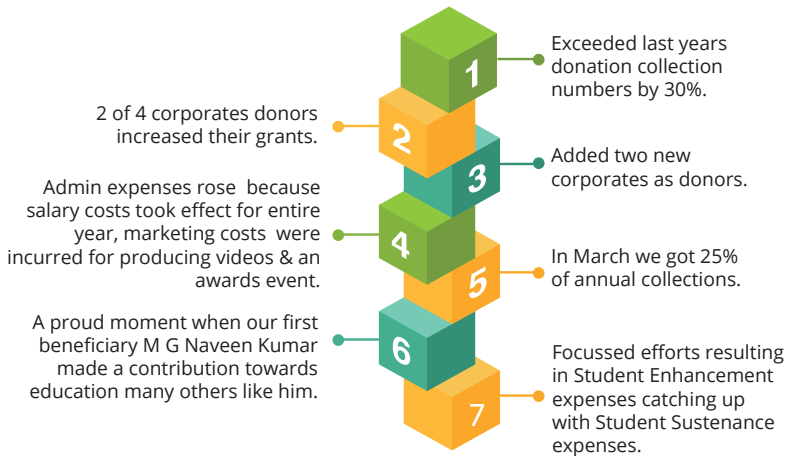 1
Exceeded last years
donation collection
numbers by 30%.
2 of 4 corporates donors
increased their grants.
2
3
Added two new
corporates as donors.
Admin expenses rose because
salary costs took effect for entire
year, marketing costs were
incurred for producing videos & an
awards event.
4
5
In March we got 25%
of annual collections.
A proud moment when our first
beneficiary M G Naveen Kumar
made a contribution towards
education many others like him.
6
7
Focussed efforts resulting
in Student Enhancement
expenses catching up
with Student Sustenance
expenses.